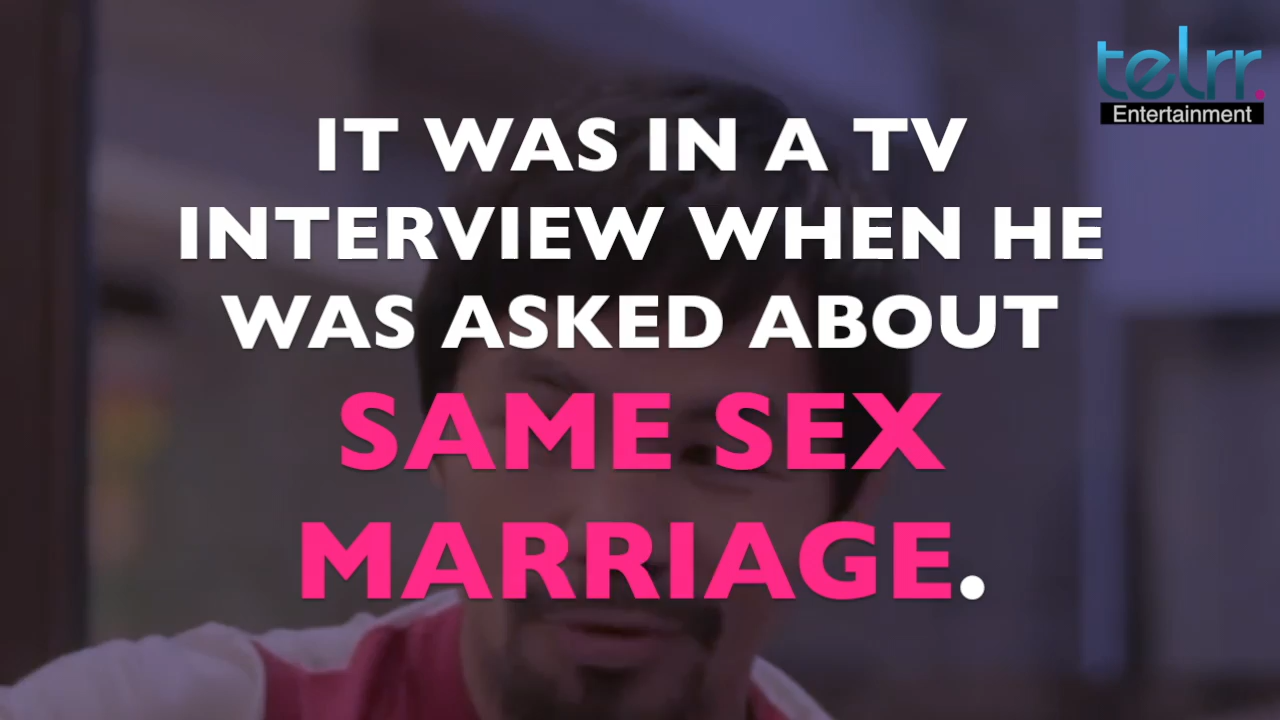 telrr.
Entertainment
IT WAS IN A TV
INTERVIEW WHEN HE
WAS ASKED ABOUT
SAME SEX
MARRIAGE.